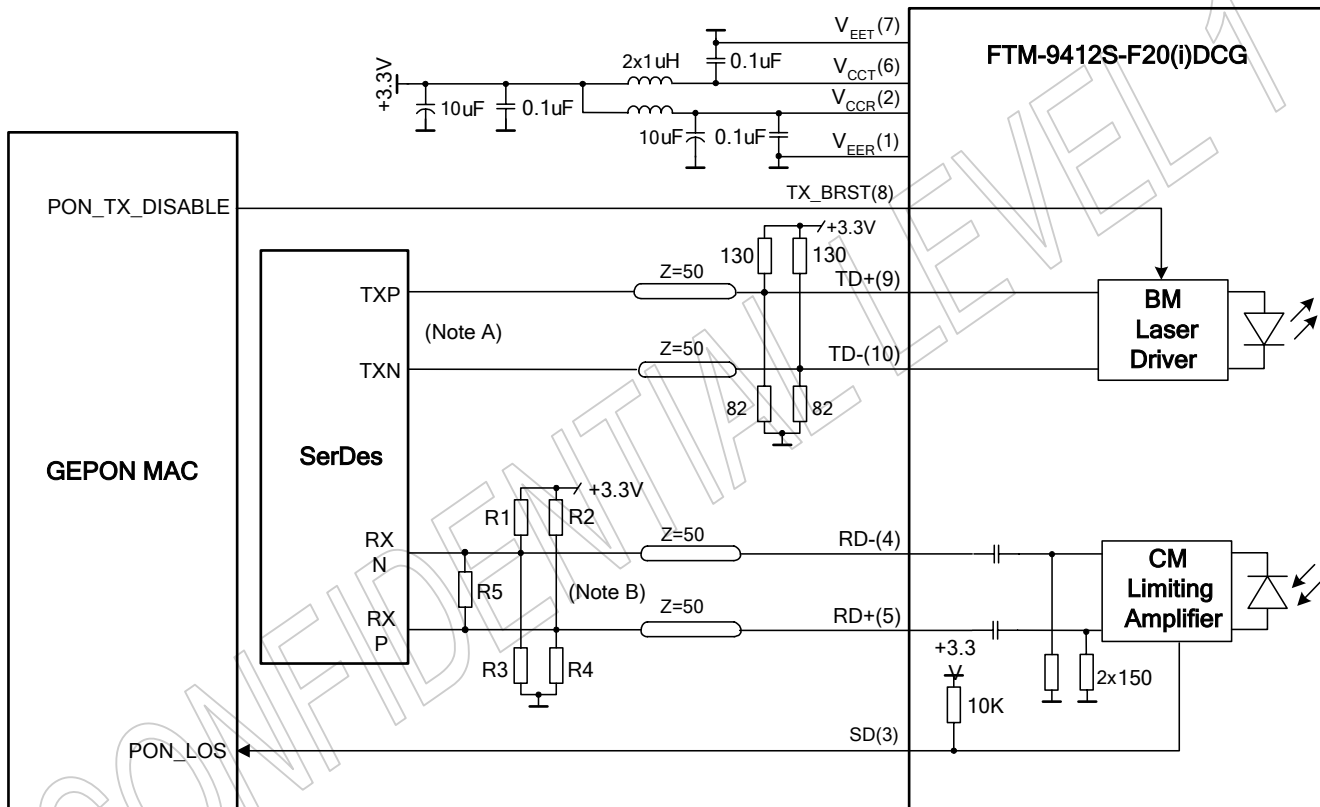 V_EET(7)
FTM-9412S-F20(i)DCG
2x1uH
0.1uF
V_CCT(6)
+3.3V
10uF
0.1uF
V_CCR(2)
10uF
0.1uF
V_EER(1)
PON_TX_DISABLE
TX_BRST(8)
+3.3V
130
130
TXP
Z=50
TD+(9)
BM
Laser
Driver
(Note A)
TXN
Z=50
TD-(10)
82
82
GEPON MAC
SerDes
+3.3V
R1
R2
RX
N
Z=50
RD-(4)
CM
Limiting
Amplifier
R5
(Note B)
RX
P
Z=50
RD+(5)
R3
R4
+3.3
V
2x150
10K
PON_LOS
SD(3)
CONFIDENTIAL LEVEL 1